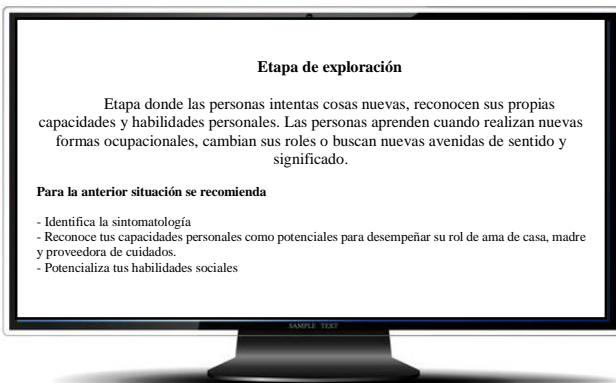 Etapa de exploración
Etapa donde las personas intentas cosas nuevas, reconocen sus propias
capacidades y habilidades personales. Las personas aprenden cuando realizan nuevas
formas ocupacionales, cambian sus roles o buscan nuevas avenidas de sentido y
significado.
Para la anterior situación se recomienda
- Identifica la sintomatología
- Reconoce tus capacidades personales como potenciales para desempeñar su rol de ama de casa, madre
y proveedora de cuidados.
- Potencializa tus habilidades sociales
SAMPLE TEXT